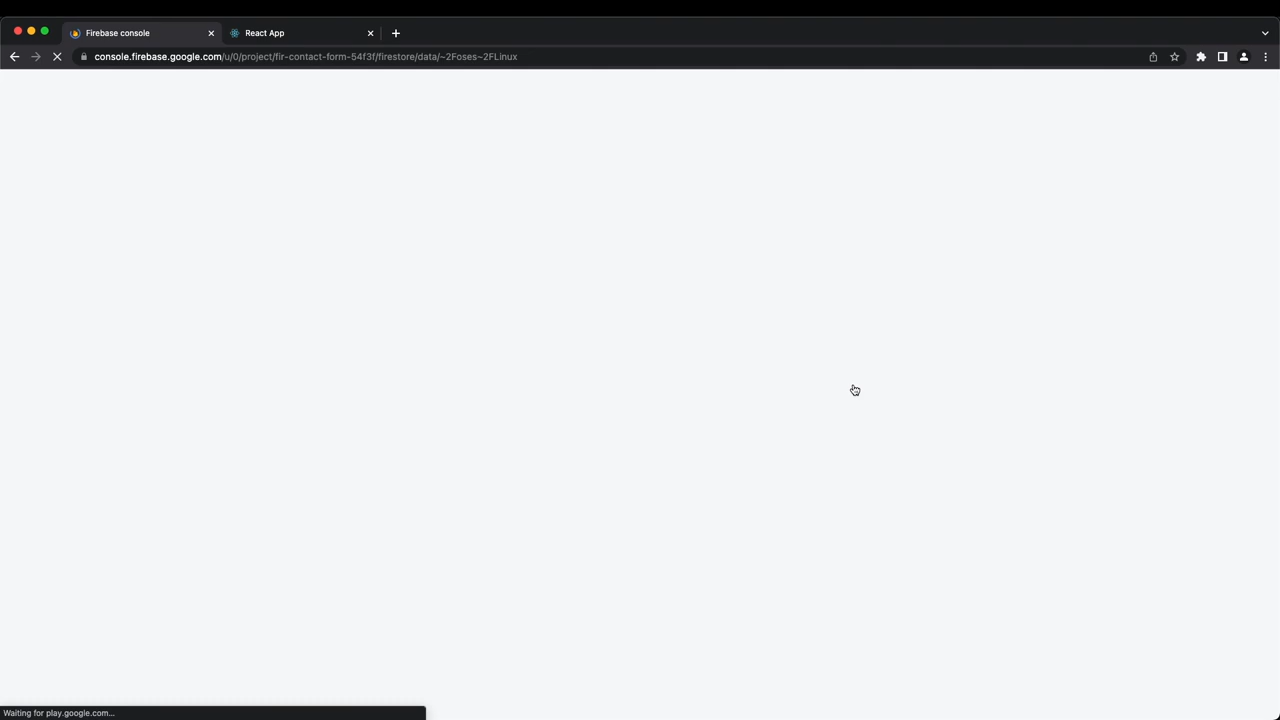 Firebase console
React App
console.firebase.google.com/u/0/project/fir-contact-form-54f3f/firestore/data/~2Foses~2FLinux
Waiting for play.google.com...